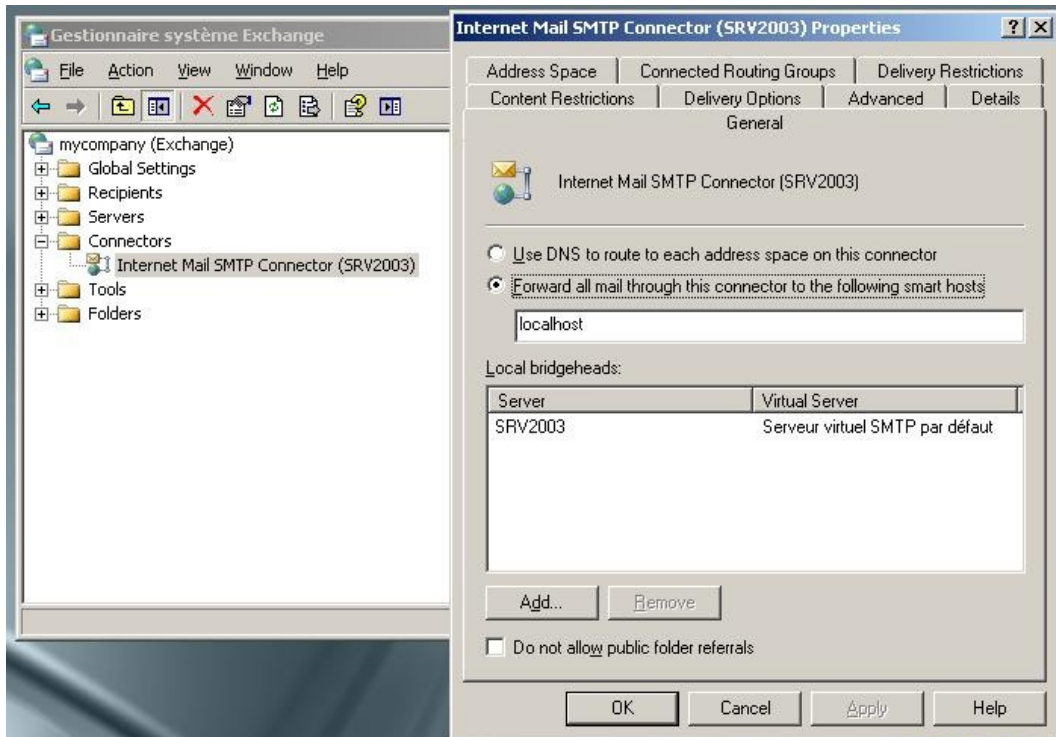 Gestionnaire système Exchange
File Action View Window Help
mycompany (Exchange)
Global Settings
Recipients
Servers
Connectors
Internet Mail SMTP Connector (SRV2003)
Tools
Folders
Internet Mail SMTP Connector (SRV2003) Properties
Address Space Connected Routing Groups Delivery Restrictions
Content Restrictions Delivery Options Advanced Details
General
Internet Mail SMTP Connector (SRV2003)
Use DNS to route to each address space on this connector
Forward all mail through this connector to the following smart hosts
localhost
Local bridgeheads:
Server Virtual Server
SRV2003 Serveur virtuel SMTP par défaut
Add... Remove
Do not allow public folder referrals
OK Cancel Apply Help